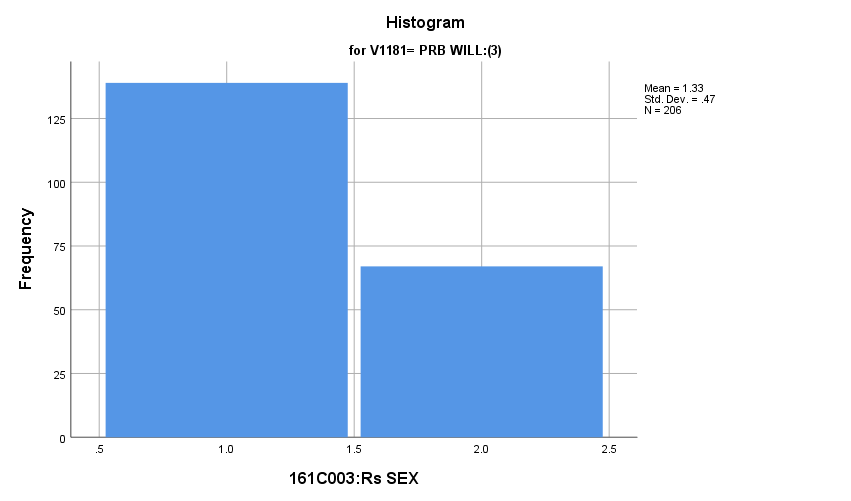 Histogram
for V1181= PRB WILL:(3)
Mean = 1.33
Std. Dev. = .47
N = 206
Frequency
125
100
75
50
25
0
.5
1.0
1.5
2.0
2.5
161C003:Rs SEX